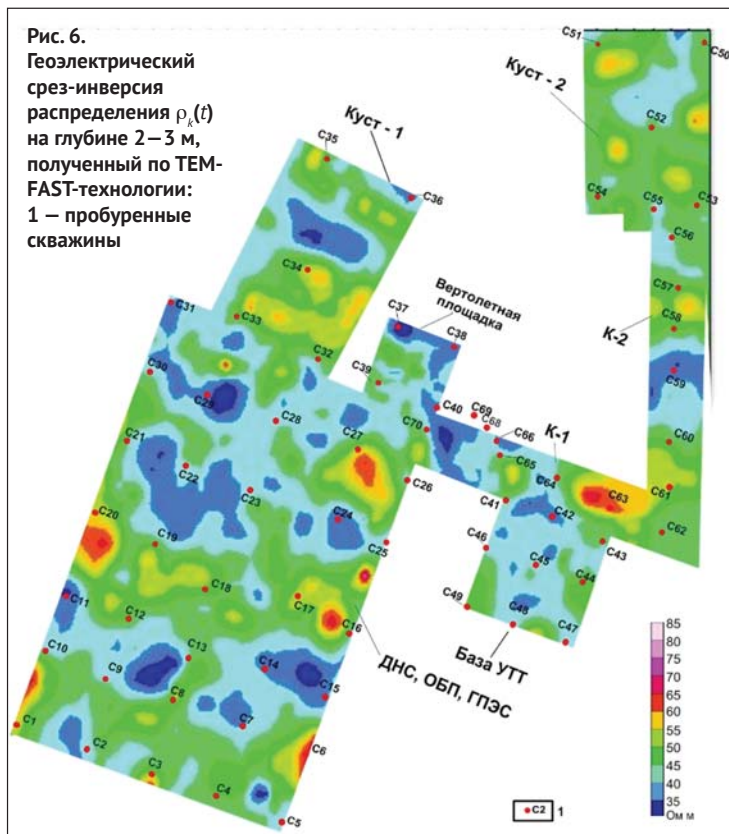 Рис. 6.
Геоэлектрический
срез-инверсия
распределения ρk(t)
на глубине 2—3 м,
полученный по TEM-
FAST-технологии:
1 — пробуренные
скважины
C51
C50
Куст - 2
C52
C54
C55
C53
C56
C57
C58
К-2
C59
C60
C61
C62
Куст - 1
C35
C36
C34
C33
C32
C31
Вертолетная
площадка
C37
C38
C39
C30
C29
C28
C40
C69
C68
C70
C66
C65
К-1
C64
C63
C27
C26
C21
C22
C23
C24
C25
C41
C42
C43
C46
C45
C44
C20
C19
C18
C17
C16
C49
C48
C47
База УТТ
C11
C12
C10
C9
C13
C14
C15
C8
C7
ДНС, ОБП, ГПЭС
C1
C2
C3
C4
C6
C5
85
80
75
70
65
60
55
50
45
40
35
Ом м
C2 1